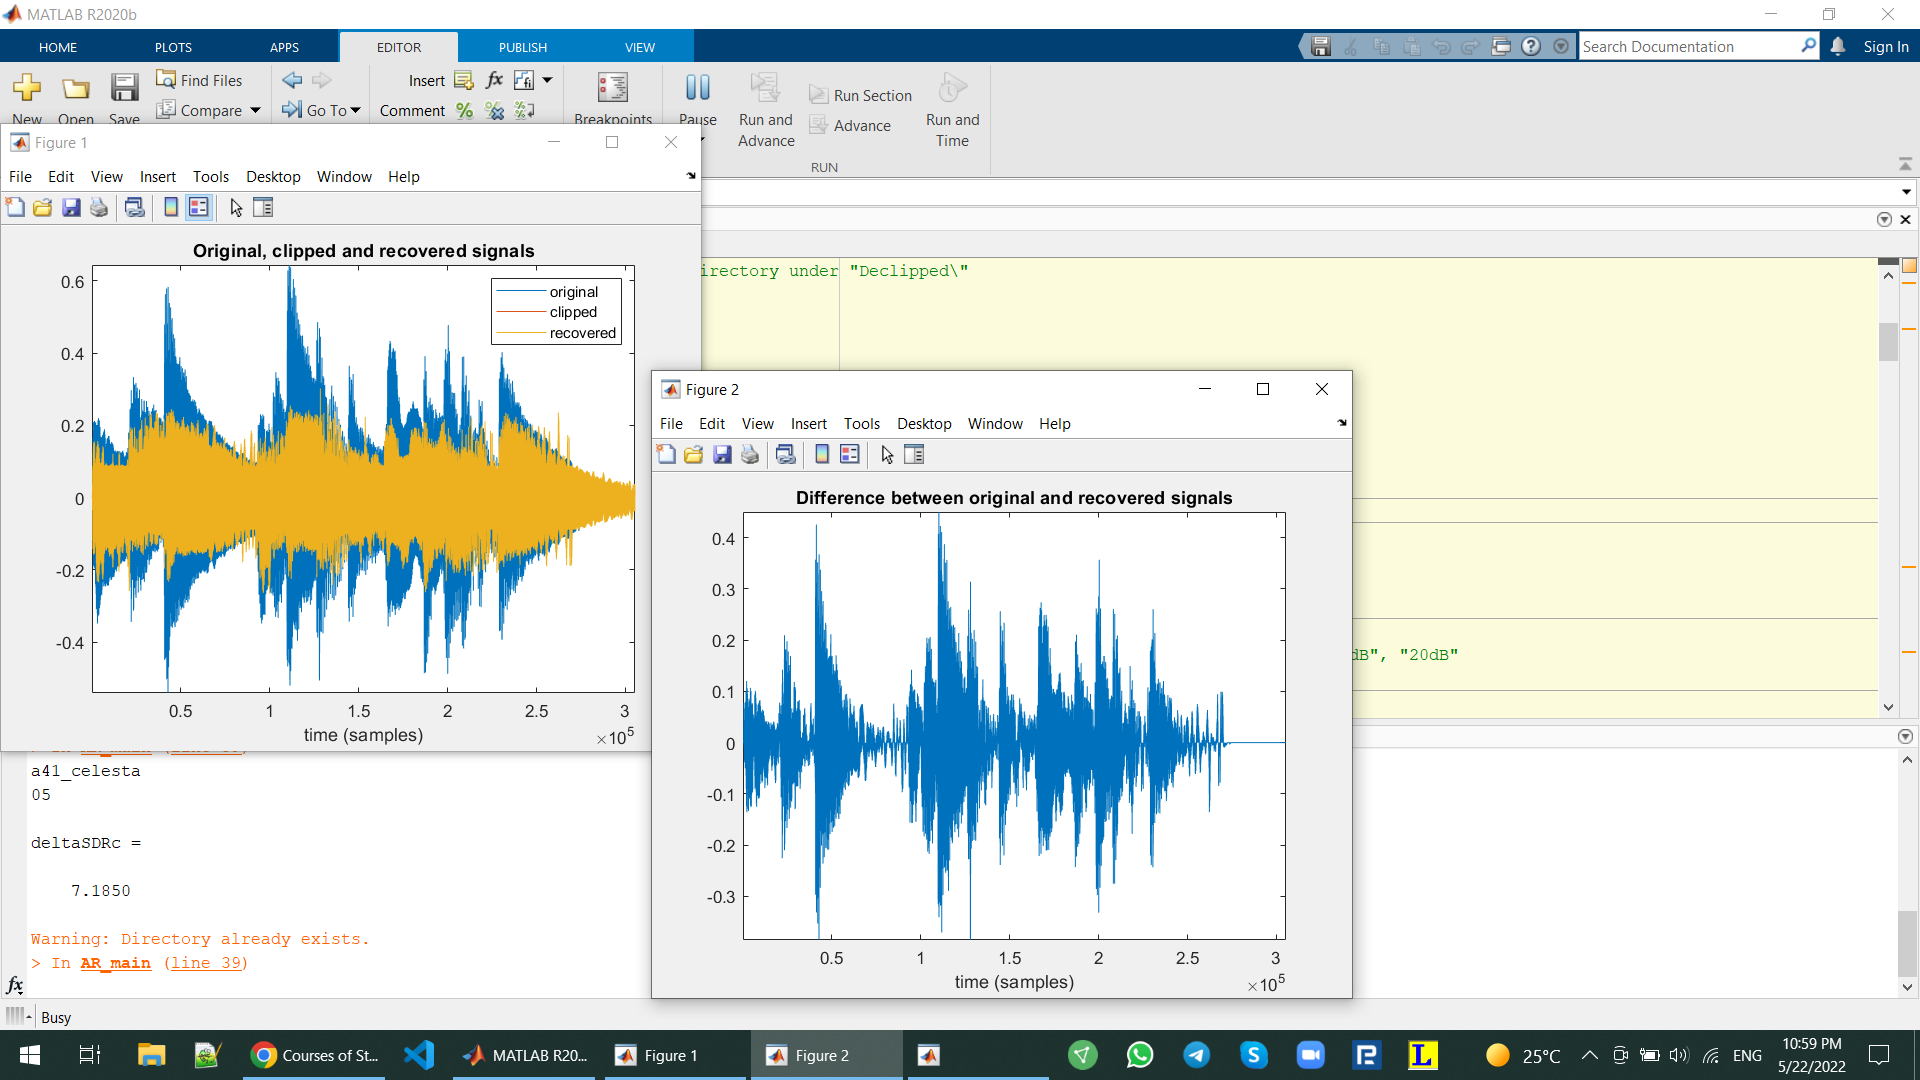 MATLAB R2020b
HOME PLOTS APPS EDITOR PUBLISH VIEW
Search Documentation
Sign In
New Open Save
Find Files
Compare
Go To
Insert
Comment
Breakpoints
Pause
Run and Advance
Run Section
Advance
Run and Time
RUN
Figure 1
File Edit View Insert Tools Desktop Window Help
Original, clipped and recovered signals
original
clipped
recovered
0.6
0.4
0.2
0
-0.2
-0.4
0.5 1 1.5 2 2.5 3
time (samples)
×10^5
irectory under "Declipped\"
dB", "20dB"
Figure 2
File Edit View Insert Tools Desktop Window Help
Difference between original and recovered signals
0.4
0.3
0.2
0.1
0
-0.1
-0.2
-0.3
0.5 1 1.5 2 2.5 3
time (samples)
×10^5
a41_celesta
05
deltaSDRc =
7.1850
Warning: Directory already exists.
> In AR_main (line 39)
fx
Busy
Courses of St...
MATLAB R20...
Figure 1
Figure 2
25°C
ENG
10:59 PM
5/22/2022